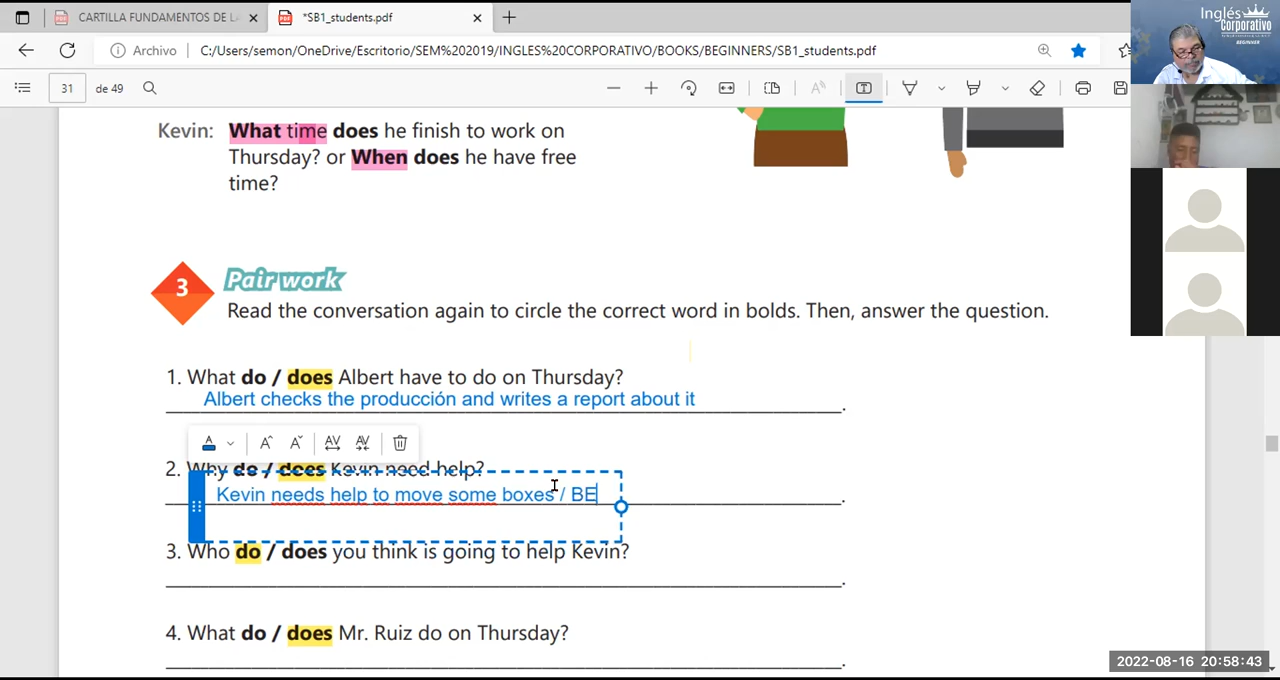 CARTILLA FUNDAMENTOS DE LA
*SB1_students.pdf
Archivo
C:/Users/semon/OneDrive/Escritorio/SEM%202019/INGLES%20CORPORATIVO/BOOKS/BEGINNERS/SB1_students.pdf
31
de 49
Inglés
Corporativo
BEGINNER
Kevin: What time does he finish to work on
Thursday? or When does he have free
time?
3
Pair work
Read the conversation again to circle the correct word in bolds. Then, answer the question.
1. What do / does Albert have to do on Thursday?
Albert checks the producción and writes a report about it
2. Why do / does Kevin need help?
Kevin needs help to move some boxes / BE
3. Who do / does you think is going to help Kevin?
4. What do / does Mr. Ruiz do on Thursday?
2022-08-16 20:58:43